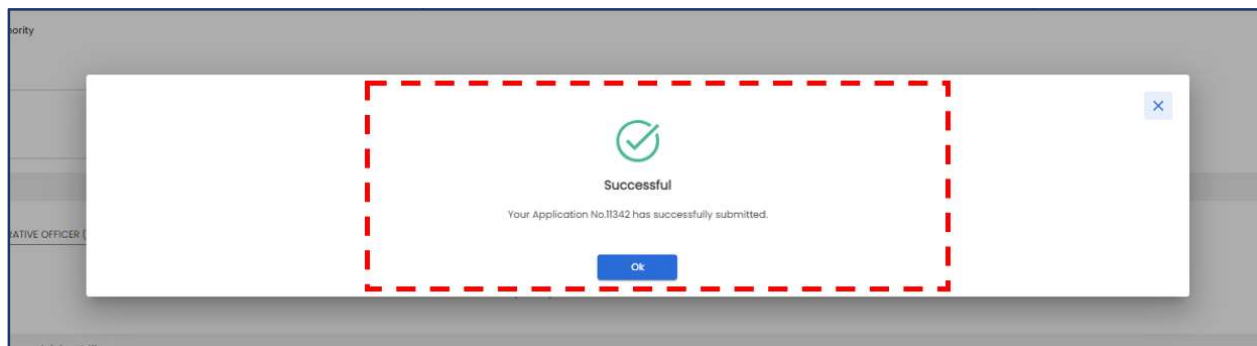 ority
Successful
Your Application No.11342 has successfully submitted.
RATIVE OFFICER (
Ok